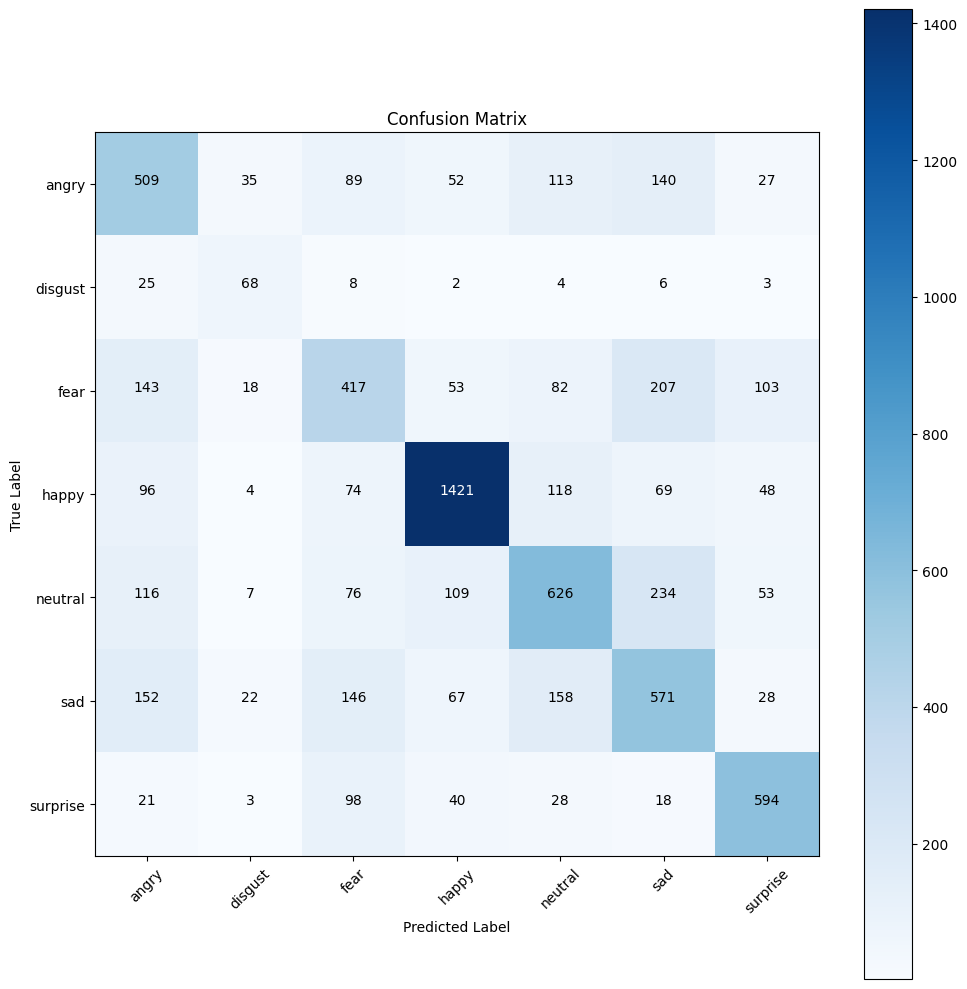 Confusion Matrix
True Label
angry 509 35 89 52 113 140 27
disgust 25 68 8 2 4 6 3
fear 143 18 417 53 82 207 103
happy 96 4 74 1421 118 69 48
neutral 116 7 76 109 626 234 53
sad 152 22 146 67 158 571 28
surprise 21 3 98 40 28 18 594
angry disgust fear happy neutral sad surprise
Predicted Label
1400
1200
1000
800
600
400
200